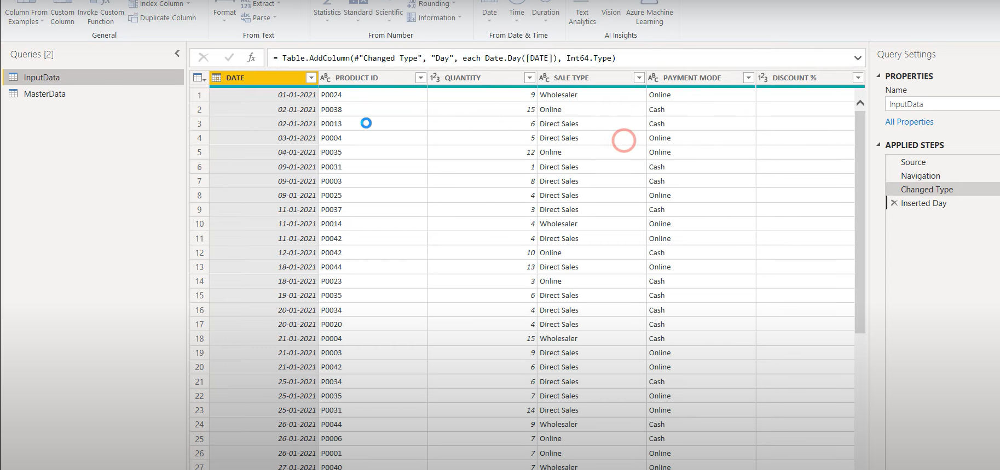 Index Column
Extract
ABC
123
Rounding
.00
→.0
Column From Examples
Custom Column
Invoke Custom Function
Duplicate Column
Format
abc Parse
Statistics
Standard
Scientific
Information
Date
Time
Duration
Text Analytics
Vision
Azure Machine Learning
General
From Text
From Number
From Date & Time
AI Insights
Queries [2]
InputData
MasterData
fx
= Table.AddColumn(#"Changed Type", "Day", each Date.Day([DATE]), Int64.Type)
DATE ABC PRODUCT ID 123 QUANTITY ABC SALE TYPE ABC PAYMENT MODE 123 DISCOUNT %
1 01-01-2021 P0024 9 Wholesaler Online
2 02-01-2021 P0038 15 Online Cash
3 02-01-2021 P0013 6 Direct Sales Cash
4 03-01-2021 P0004 5 Direct Sales Online
5 04-01-2021 P0035 12 Online Online
6 09-01-2021 P0031 1 Direct Sales Cash
7 09-01-2021 P0003 8 Direct Sales Cash
8 09-01-2021 P0025 4 Direct Sales Online
9 11-01-2021 P0037 3 Direct Sales Cash
10 11-01-2021 P0014 4 Wholesaler Online
11 11-01-2021 P0042 4 Direct Sales Online
12 12-01-2021 P0042 10 Online Cash
13 18-01-2021 P0044 13 Direct Sales Online
14 18-01-2021 P0023 3 Online Cash
15 19-01-2021 P0035 6 Direct Sales Cash
16 20-01-2021 P0034 4 Direct Sales Cash
17 20-01-2021 P0020 4 Direct Sales Cash
18 21-01-2021 P0004 15 Wholesaler Cash
19 21-01-2021 P0003 9 Direct Sales Online
20 21-01-2021 P0042 6 Direct Sales Online
21 25-01-2021 P0034 6 Direct Sales Cash
22 25-01-2021 P0035 7 Direct Sales Online
23 25-01-2021 P0031 14 Direct Sales Online
24 26-01-2021 P0044 9 Wholesaler Cash
25 26-01-2021 P0006 7 Online Cash
26 26-01-2021 P0001 7 Online Online
27 27-01-2021 P0040 7 Wholesaler Online
Query Settings
PROPERTIES
Name
InputData
All Properties
APPLIED STEPS
Source
Navigation
Changed Type
Inserted Day